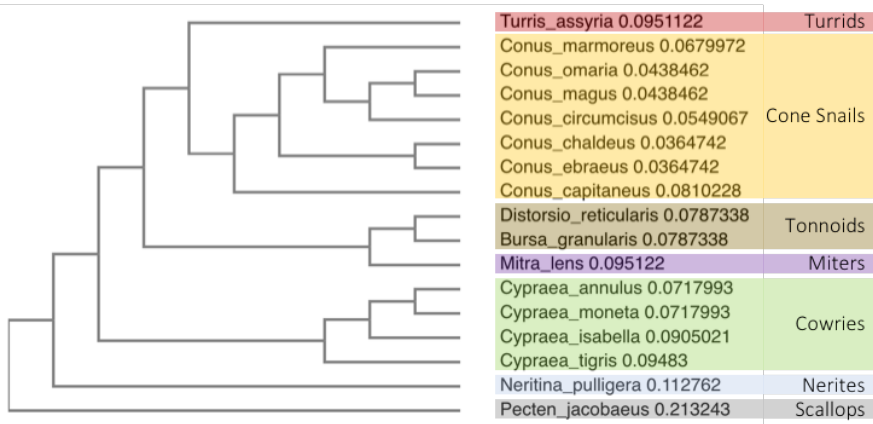 Turris_assyria 0.0951122 Turrids
Conus_marmoreus 0.0679972
Conus_omaria 0.0438462
Conus_magus 0.0438462
Conus_circumcisus 0.0549067 Cone Snails
Conus_chaldeus 0.0364742
Conus_ebraeus 0.0364742
Conus_capitaneus 0.0810228
Distorsio_reticularis 0.0787338
Tonnoids
Bursa_granularis 0.0787338
Mitra_lens 0.095122 Miters
Cypraea_annulus 0.0717993
Cypraea_moneta 0.0717993
Cowries
Cypraea_isabella 0.0905021
Cypraea_tigris 0.09483
Neritina_pulligera 0.112762 Nerites
Pecten_jacobaeus 0.213243 Scallops